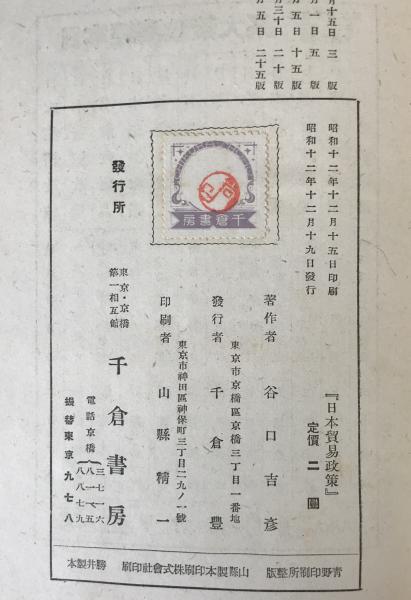 月十五日 三版
月一日 五版
月五日 十五版
月三十日 二十版
月五日 二十五版
昭和十二年十二月十五日印刷
昭和十二年十二月十九日發行
『日本貿易政策』
定價 二圓
著作者 谷口吉彥
東京市京橋區京橋三丁目一番地
發行者 千倉豐
東京市神田區神保町三丁目二九ノ一號
印刷者 山縣精一
千倉書房
發行所
東京・京橋
第一相互館
千倉書房
電話京橋
振替東京九七八
青野印刷所整版 山縣製本印刷株式會社印刷 勝井製本